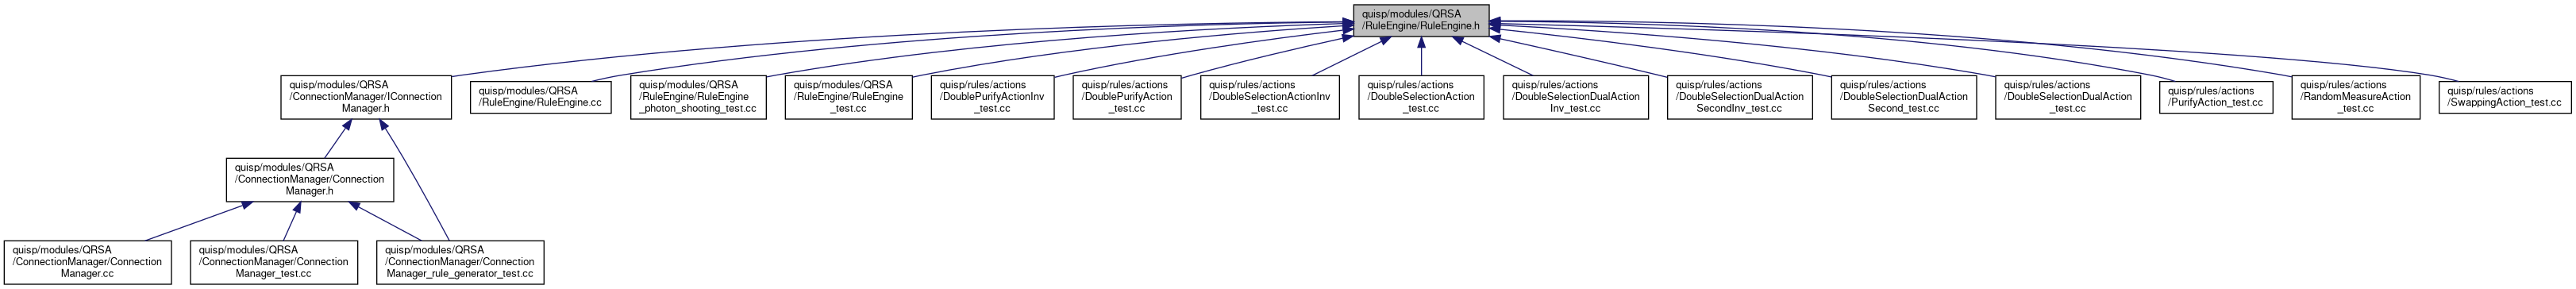 quisp/modules/QRSA
/RuleEngine/RuleEngine.h
quisp/modules/QRSA
/ConnectionManager/IConnection
Manager.h
quisp/modules/QRSA
/RuleEngine/RuleEngine.cc
quisp/modules/QRSA
/RuleEngine/RuleEngine
_photon_shooting_test.cc
quisp/modules/QRSA
/RuleEngine/RuleEngine
_test.cc
quisp/rules/actions
/DoublePurifyActionInv
_test.cc
quisp/rules/actions
/DoublePurifyAction
_test.cc
quisp/rules/actions
/DoubleSelectionActionInv
_test.cc
quisp/rules/actions
/DoubleSelectionAction
_test.cc
quisp/rules/actions
/DoubleSelectionDualAction
Inv_test.cc
quisp/rules/actions
/DoubleSelectionDualAction
SecondInv_test.cc
quisp/rules/actions
/DoubleSelectionDualAction
Second_test.cc
quisp/rules/actions
/DoubleSelectionDualAction
_test.cc
quisp/rules/actions
/PurifyAction_test.cc
quisp/rules/actions
/RandomMeasureAction
_test.cc
quisp/rules/actions
/SwappingAction_test.cc
quisp/modules/QRSA
/ConnectionManager/Connection
Manager.h
quisp/modules/QRSA
/ConnectionManager/Connection
Manager.cc
quisp/modules/QRSA
/ConnectionManager/Connection
Manager_test.cc
quisp/modules/QRSA
/ConnectionManager/Connection
Manager_rule_generator_test.cc